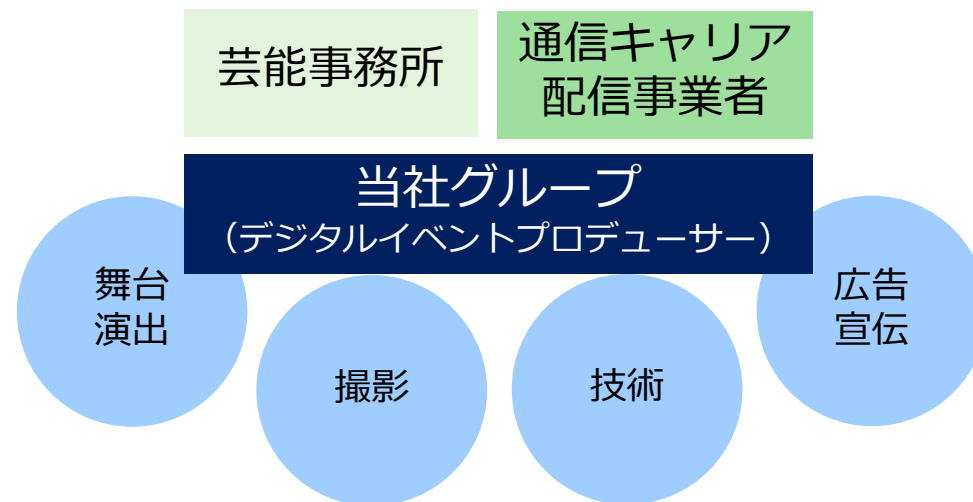 芸能事務所
通信キャリア
配信事業者
当社グループ
（デジタルイベントプロデューサー）
舞台
演出
撮影
技術
広告
宣伝